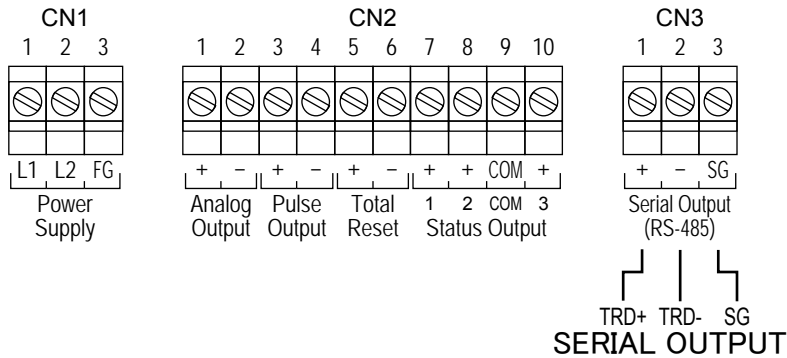 CN1 CN2 CN3
1 2 3 1 2 3 4 5 6 7 8 9 10 1 2 3
L1 L2 FG + − + − + − + + COM + + − SG
Power Analog Pulse Total 1 2 COM 3 Serial Output
Supply Output Output Reset Status Output (RS-485)
TRD+ TRD- SG
SERIAL OUTPUT